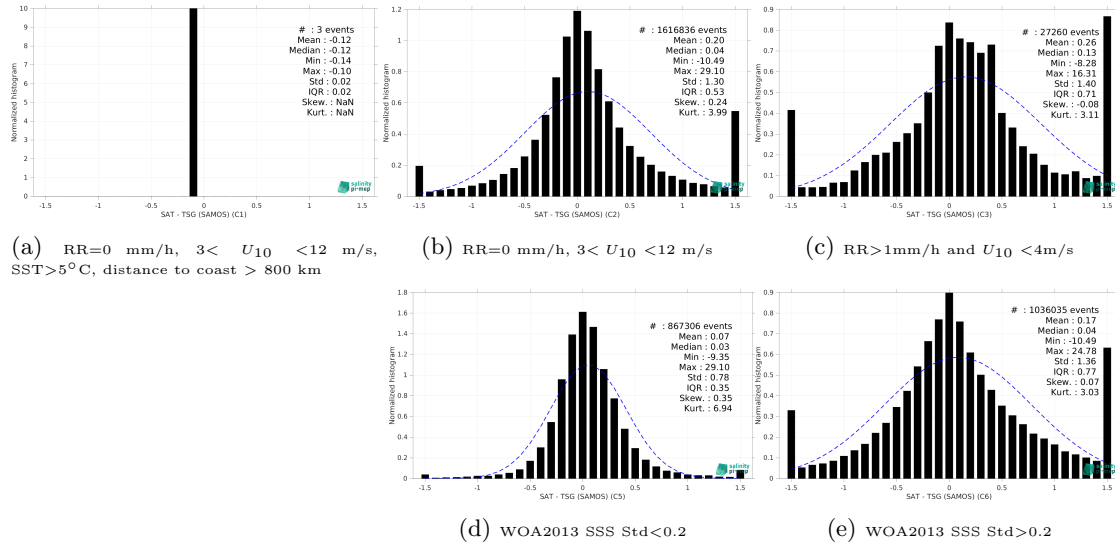 10
9
8
7
6
5
4
3
2
1
0
Normalized histogram
# : 3 events
Mean : -0.12
Median : -0.12
Min : -0.14
Max : -0.10
Std : 0.02
IQR : 0.02
Skew. : NaN
Kurt. : NaN
salinity
pi-mep
-1.5 -1 -0.5 0 0.5 1 1.5
SAT - TSG (SAMOS) (C1)
(a) RR=0 mm/h, 3< U10 <12 m/s,
SST>5°C, distance to coast > 800 km
1.2
1
0.8
0.6
0.4
0.2
0
Normalized histogram
# : 1616836 events
Mean : 0.20
Median : 0.04
Min : -10.49
Max : 29.10
Std : 1.30
IQR : 0.53
Skew. : 0.24
Kurt. : 3.99
salinity
pi-mep
-1.5 -1 -0.5 0 0.5 1 1.5
SAT - TSG (SAMOS) (C2)
(b) RR=0 mm/h, 3< U10 <12 m/s
0.9
0.8
0.7
0.6
0.5
0.4
0.3
0.2
0.1
0
Normalized histogram
# : 27260 events
Mean : 0.26
Median : 0.13
Min : -8.28
Max : 16.31
Std : 1.40
IQR : 0.71
Skew. : -0.08
Kurt. : 3.11
salinity
pi-mep
-1.5 -1 -0.5 0 0.5 1 1.5
SAT - TSG (SAMOS) (C3)
(c) RR>1mm/h and U10 <4m/s
1.8
1.6
1.4
1.2
1
0.8
0.6
0.4
0.2
0
Normalized histogram
# : 867306 events
Mean : 0.07
Median : 0.03
Min : -9.35
Max : 29.10
Std : 0.78
IQR : 0.35
Skew. : 0.35
Kurt. : 6.94
salinity
pi-mep
-1.5 -1 -0.5 0 0.5 1 1.5
SAT - TSG (SAMOS) (C5)
(d) WOA2013 SSS Std<0.2
0.9
0.8
0.7
0.6
0.5
0.4
0.3
0.2
0.1
0
Normalized histogram
# : 1036035 events
Mean : 0.17
Median : 0.04
Min : -10.49
Max : 24.78
Std : 1.36
IQR : 0.77
Skew. : 0.07
Kurt. : 3.03
salinity
pi-mep
-1.5 -1 -0.5 0 0.5 1 1.5
SAT - TSG (SAMOS) (C6)
(e) WOA2013 SSS Std>0.2